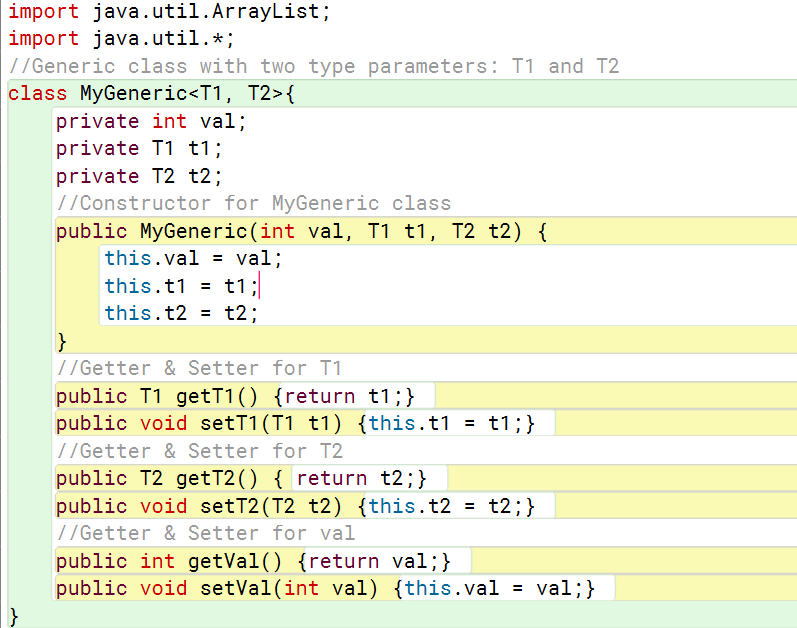 import java.util.ArrayList;
import java.util.*;
//Generic class with two type parameters: T1 and T2
class MyGeneric<T1, T2>{
private int val;
private T1 t1;
private T2 t2;
//Constructor for MyGeneric class
public MyGeneric(int val, T1 t1, T2 t2) {
this.val = val;
this.t1 = t1;
this.t2 = t2;
}
//Getter & Setter for T1
public T1 getT1() {return t1;}
public void setT1(T1 t1) {this.t1 = t1;}
//Getter & Setter for T2
public T2 getT2() { return t2;}
public void setT2(T2 t2) {this.t2 = t2;}
//Getter & Setter for val
public int getVal() {return val;}
public void setVal(int val) {this.val = val;}
}